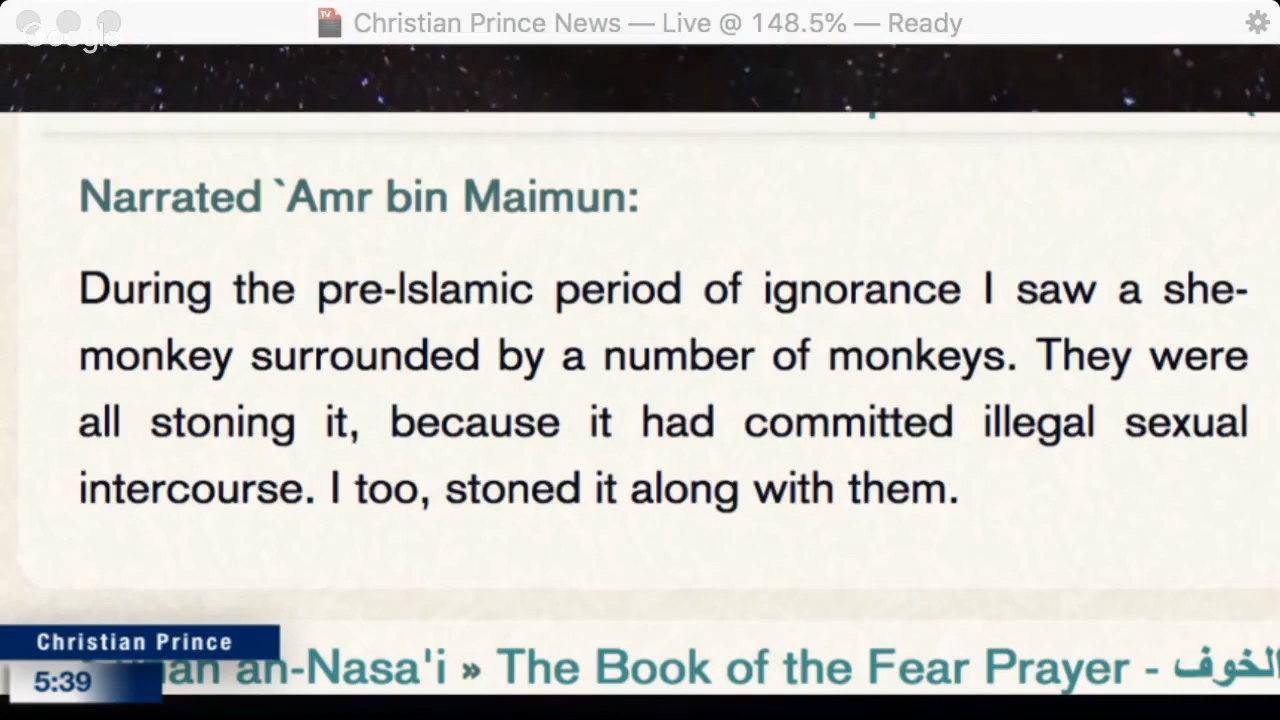 Christian Prince News — Live @ 148.5% — Ready
Google
Narrated `Amr bin Maimun:
During the pre-Islamic period of ignorance I saw a she-
monkey surrounded by a number of monkeys. They were
all stoning it, because it had committed illegal sexual
intercourse. I too, stoned it along with them.
Christian Prince
an-Nasa'i » The Book of the Fear Prayer - الخوف
5:39